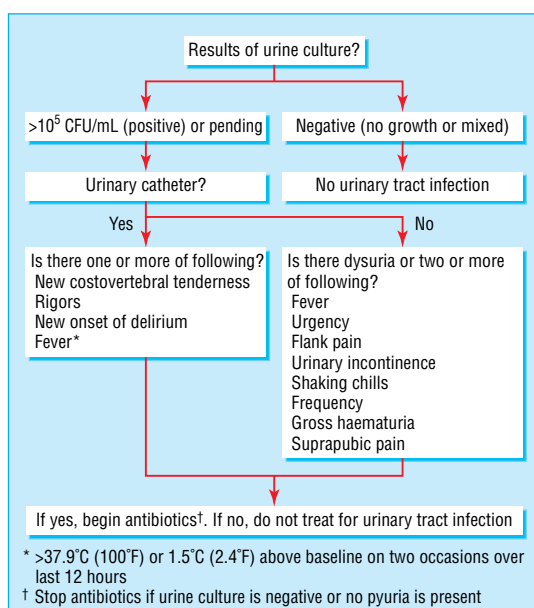 Results of urine culture?
>10⁵ CFU/mL (positive) or pending
Negative (no growth or mixed)
Urinary catheter?
No urinary tract infection
Yes
No
Is there one or more of following?
New costovertebral tenderness
Rigors
New onset of delirium
Fever*
Is there dysuria or two or more
of following?
Fever
Urgency
Flank pain
Urinary incontinence
Shaking chills
Frequency
Gross haematuria
Suprapubic pain
If yes, begin antibiotics†. If no, do not treat for urinary tract infection
* >37.9˚C (100˚F) or 1.5˚C (2.4˚F) above baseline on two occasions over
last 12 hours
† Stop antibiotics if urine culture is negative or no pyuria is present